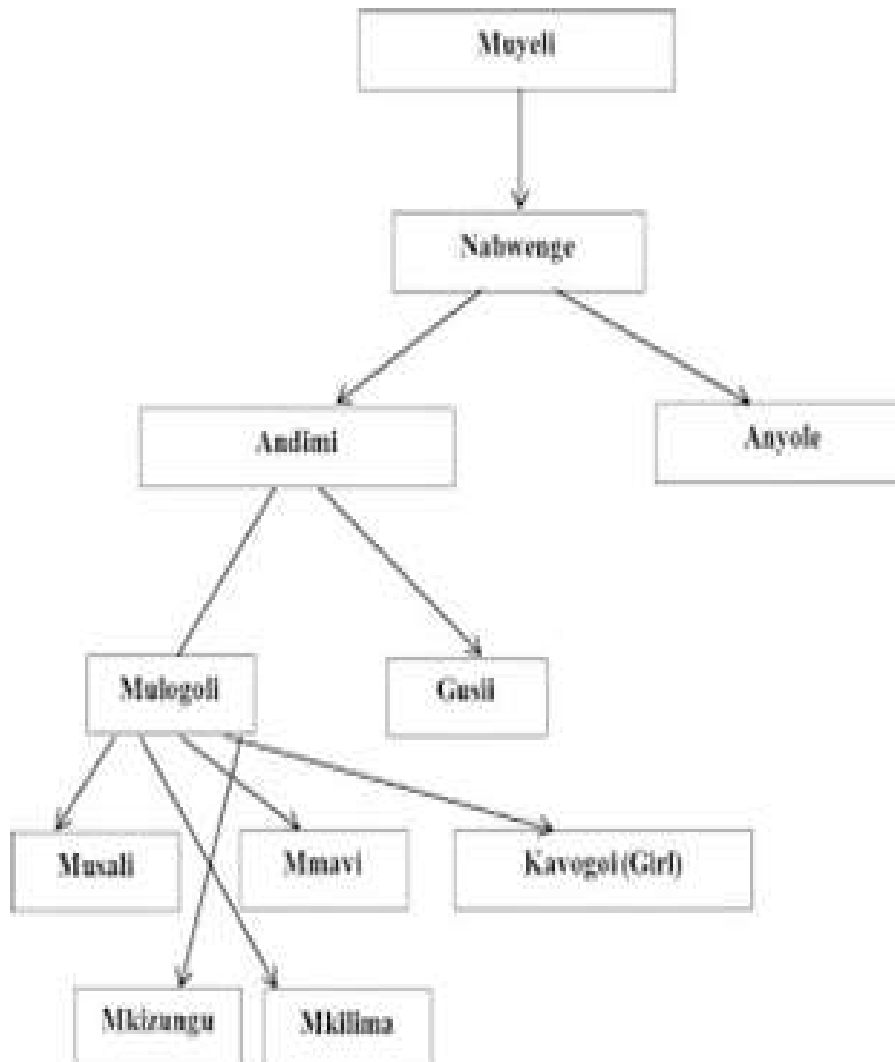 Muyeli
Nabwenge
Andimi
Anyole
Mulogoli
Gusii
Musali
Mmavi
Kavogoi (Girl)
Mkizungu
Mkilima